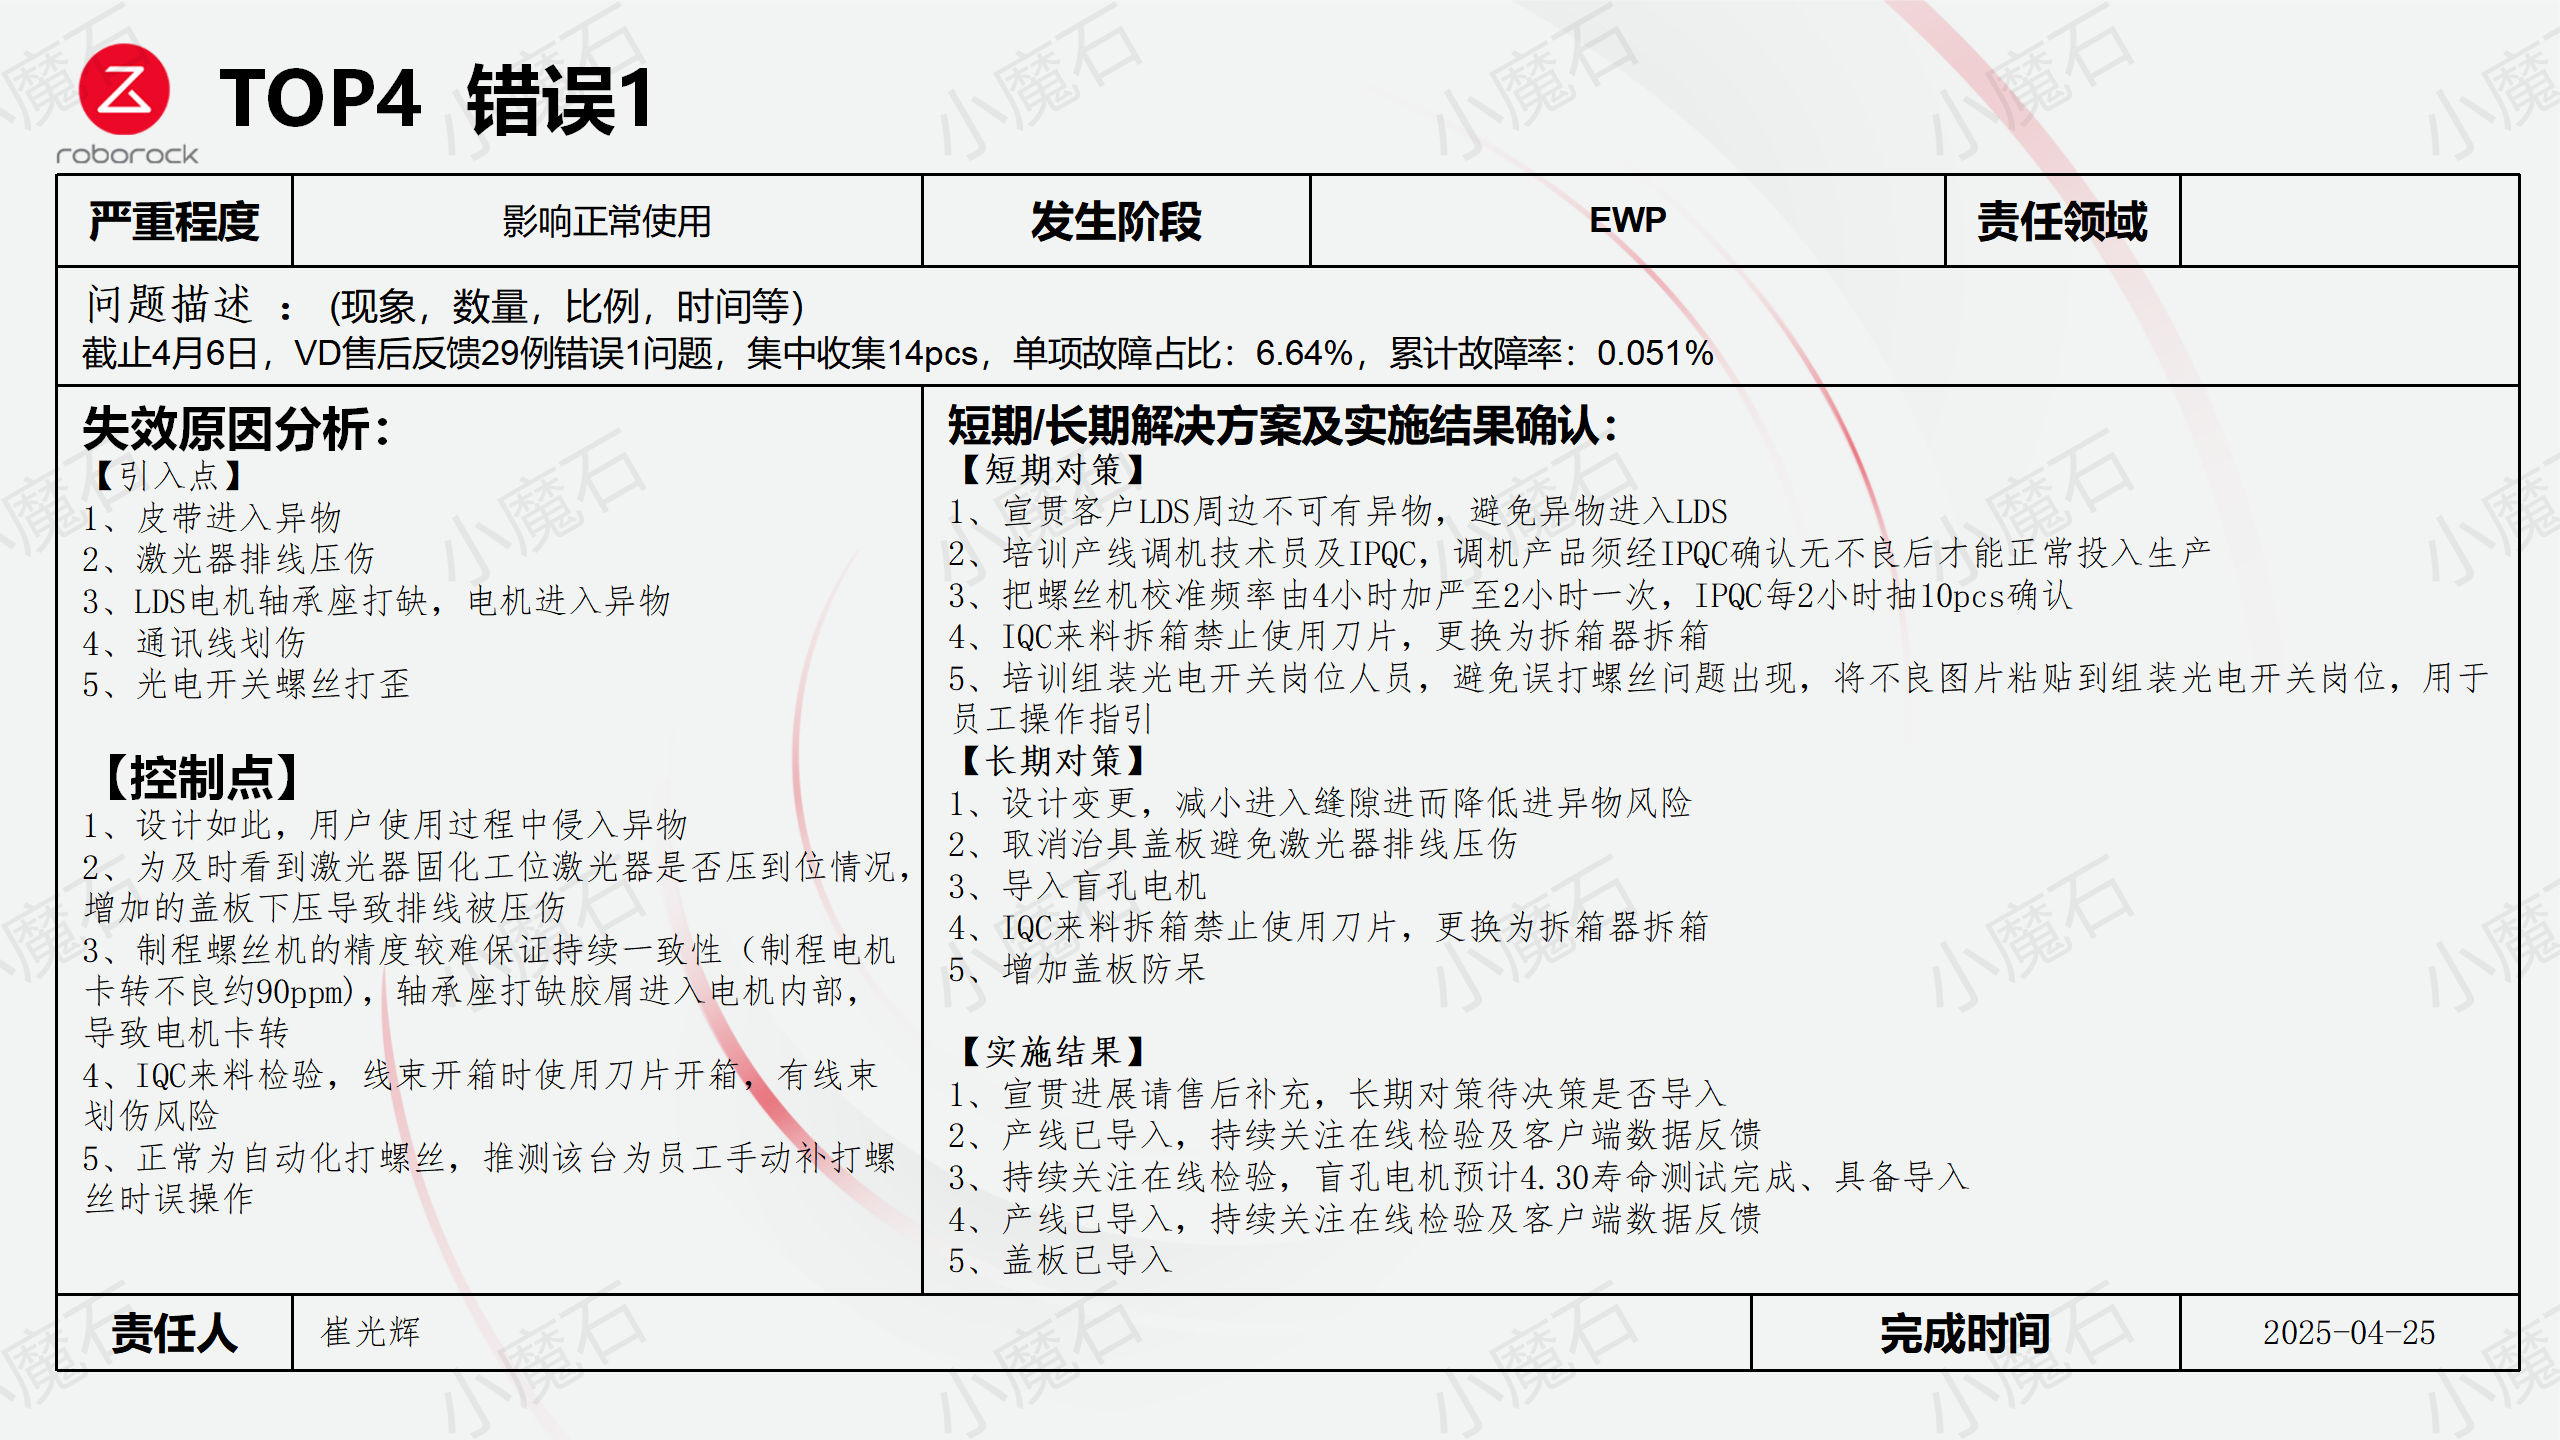 roborock
TOP4 错误1
严重程度
影响正常使用
发生阶段
EWP
责任领域
问题描述 ：（现象，数量，比例，时间等）
截止4月6日，VD售后反馈29例错误1问题，集中收集14pcs，单项故障占比：6.64%，累计故障率：0.051%
失效原因分析：
【引入点】
1、皮带进入异物
2、激光器排线压伤
3、LDS电机轴承座打缺，电机进入异物
4、通讯线划伤
5、光电开关螺丝打歪
【控制点】
1、设计如此，用户使用过程中侵入异物
2、为及时看到激光器固化工位激光器是否压到位情况，
增加的盖板下压导致排线被压伤
3、制程螺丝机的精度较难保证持续一致性（制程电机
卡转不良约90ppm)，轴承座打缺胶屑进入电机内部，
导致电机卡转
4、IQC来料检验，线束开箱时使用刀片开箱，有线束
划伤风险
5、正常为自动化打螺丝，推测该台为员工手动补打螺
丝时误操作
短期/长期解决方案及实施结果确认：
【短期对策】
1、宣贯客户LDS周边不可有异物，避免异物进入LDS
2、培训产线调机技术员及IPQC，调机产品须经IPQC确认无不良后才能正常投入生产
3、把螺丝机校准频率由4小时加严至2小时一次，IPQC每2小时抽10pcs确认
4、IQC来料拆箱禁止使用刀片，更换为拆箱器拆箱
5、培训组装光电开关岗位人员，避免误打螺丝问题出现，将不良图片粘贴到组装光电开关岗位，用于
员工操作指引
【长期对策】
1、设计变更，减小进入缝隙进而降低进异物风险
2、取消治具盖板避免激光器排线压伤
3、导入盲孔电机
4、IQC来料拆箱禁止使用刀片，更换为拆箱器拆箱
5、增加盖板防呆
【实施结果】
1、宣贯进展请售后补充，长期对策待决策是否导入
2、产线已导入，持续关注在线检验及客户端数据反馈
3、持续关注在线检验，盲孔电机预计4.30寿命测试完成、具备导入
4、产线已导入，持续关注在线检验及客户端数据反馈
5、盖板已导入
责任人
崔光辉
完成时间
2025-04-25
小魔石